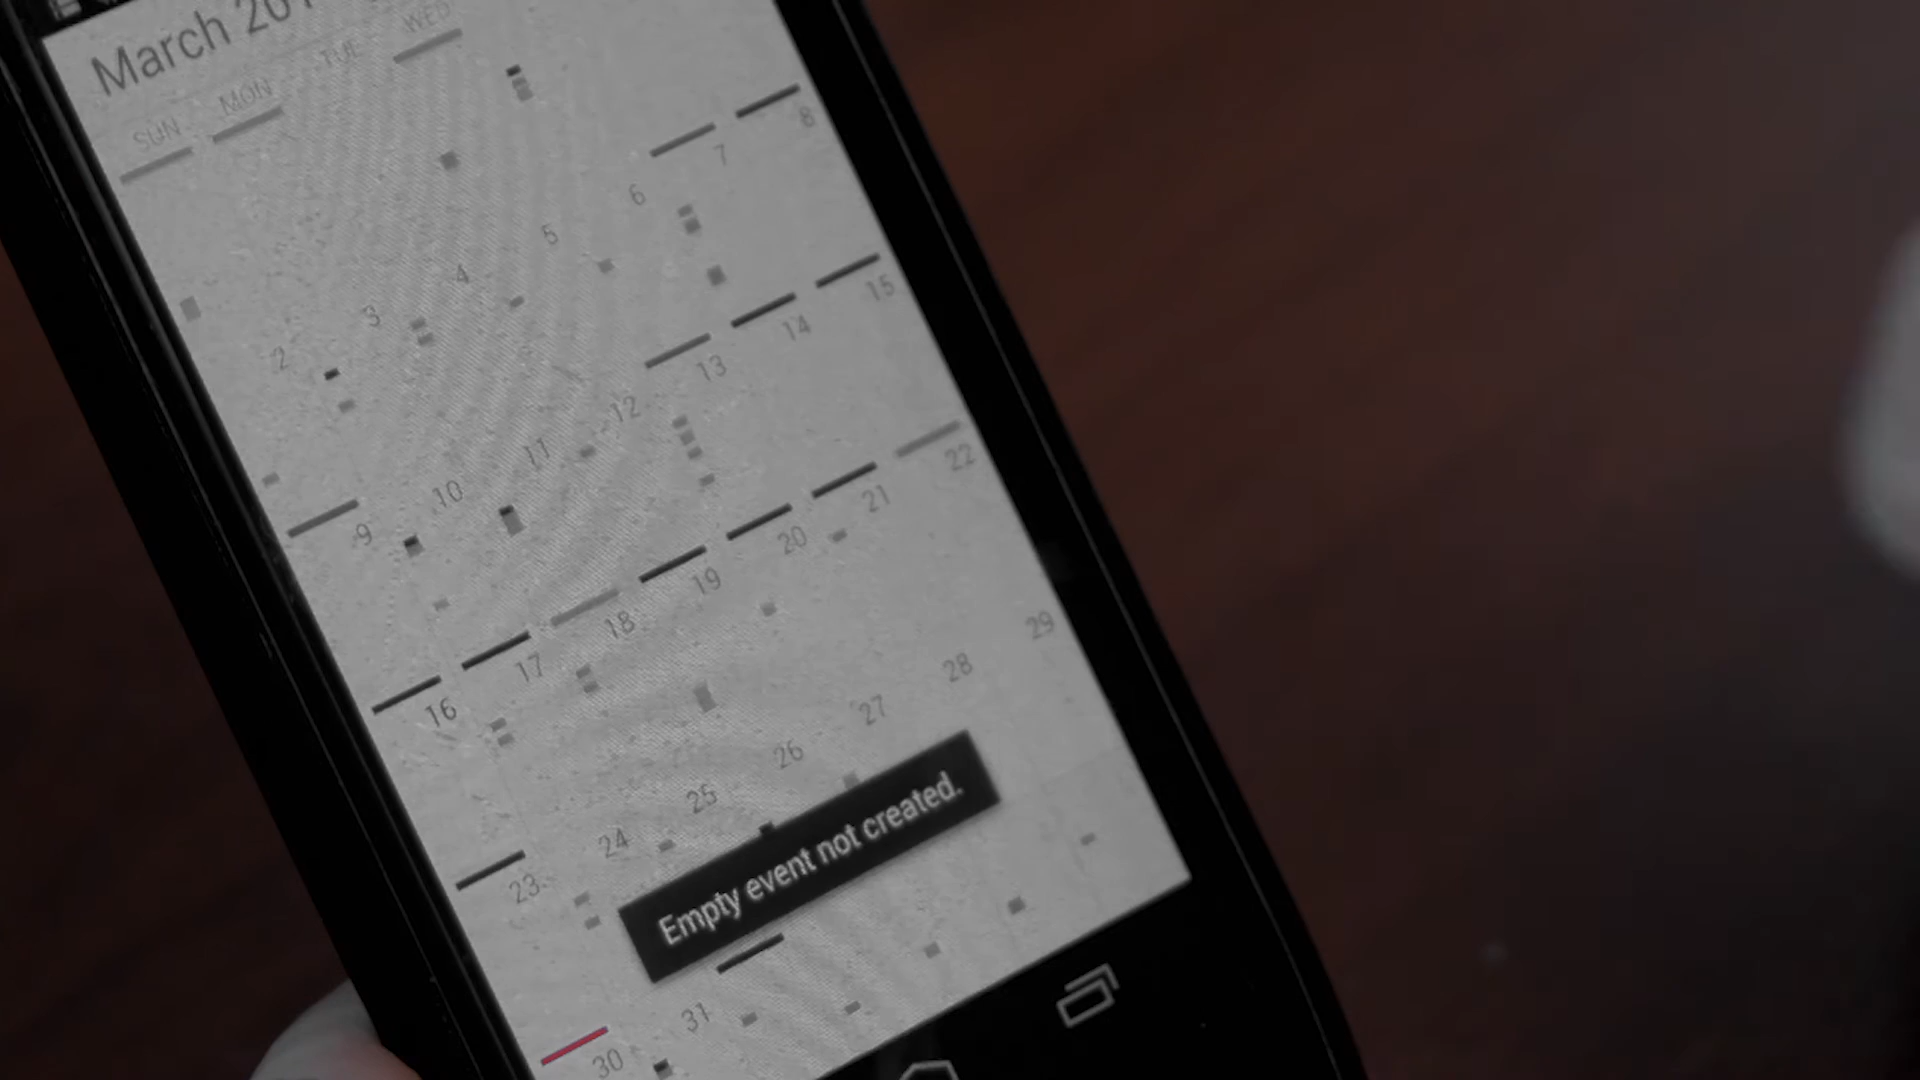 March 201
SUN MON TUE WED
2 3 4 5 6 7 8
9 10 11 12 13 14 15
16 17 18 19 20 21 22
23 24 25 26 27 28 29
30 31
Empty event not created.